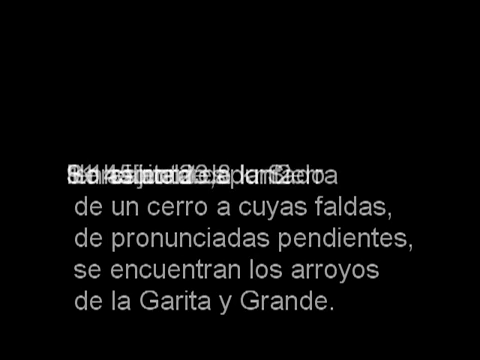 de un cerro a cuyas faldas,
de pronunciadas pendientes,
se encuentran los arroyos
de la Garita y Grande.